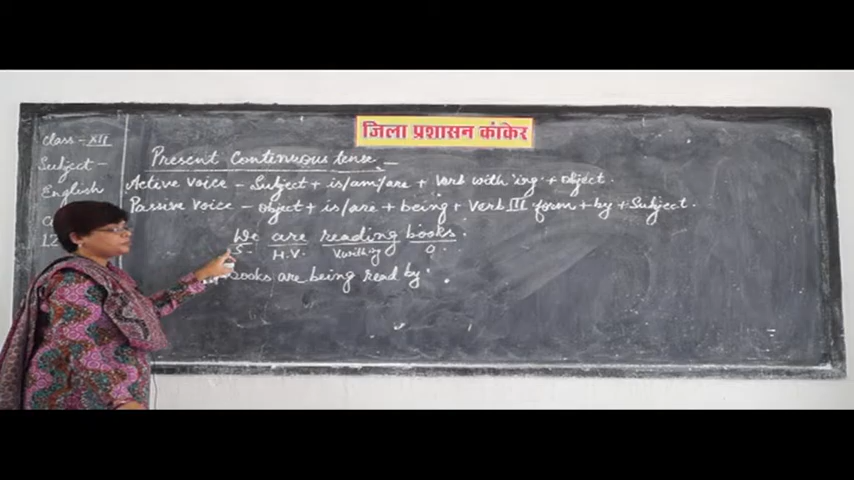 जिला प्रशासन कांकेर
Class - XII
Subject -
English
Present Continuous tense -
Active voice - Subject + is/am/are + Verb with 'ing + object.
Passive voice - object + is/are + being + Verb III form + by + Subject.
We are reading books.
S. H.V. V.with ing O.
books are being read by